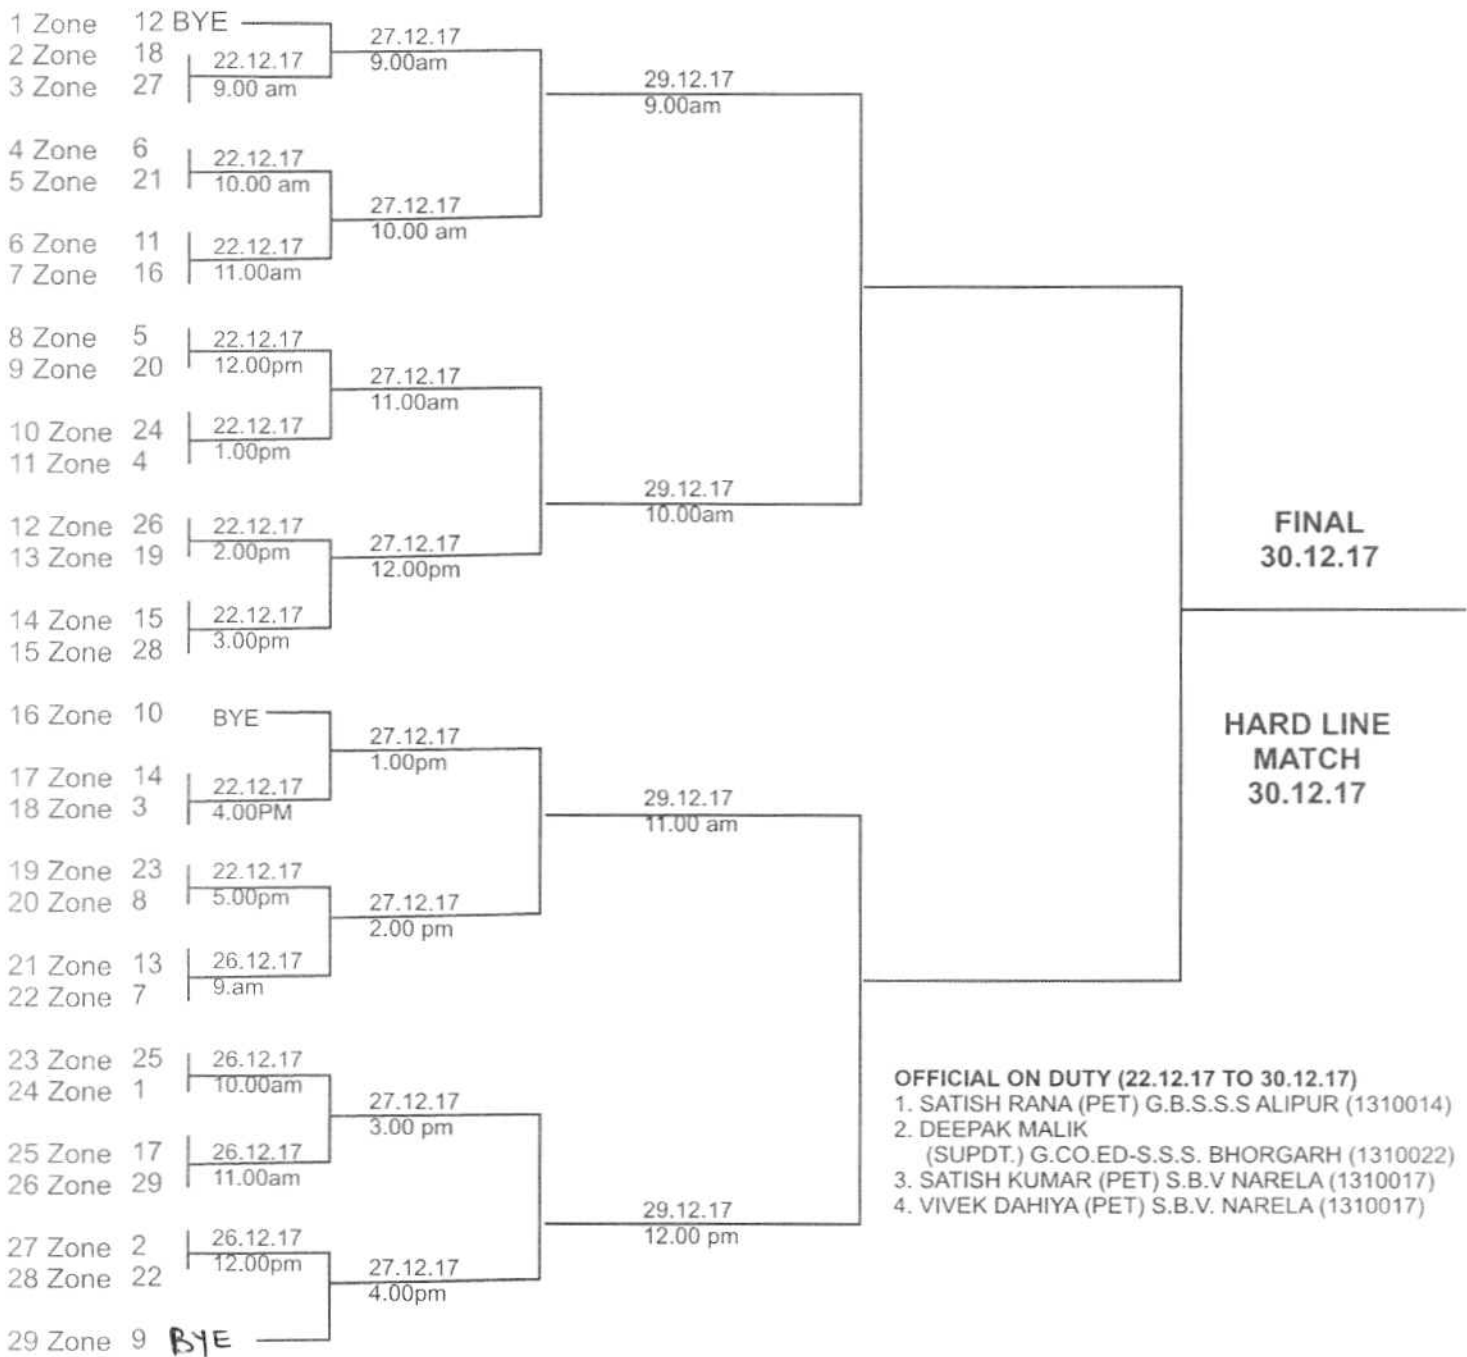 1 Zone 12 BYE
2 Zone 18
3 Zone 27
22.12.17
9.00 am
27.12.17
9.00am
4 Zone 6
5 Zone 21
22.12.17
10.00 am
6 Zone 11
7 Zone 16
22.12.17
11.00am
27.12.17
10.00 am
29.12.17
9.00am
8 Zone 5
9 Zone 20
22.12.17
12.00pm
10 Zone 24
11 Zone 4
22.12.17
1.00pm
27.12.17
11.00am
12 Zone 26
13 Zone 19
22.12.17
2.00pm
14 Zone 15
15 Zone 28
22.12.17
3.00pm
27.12.17
12.00pm
29.12.17
10.00am
16 Zone 10 BYE
17 Zone 14
18 Zone 3
22.12.17
4.00PM
27.12.17
1.00pm
19 Zone 23
20 Zone 8
22.12.17
5.00pm
21 Zone 13
22 Zone 7
26.12.17
9.am
27.12.17
2.00 pm
29.12.17
11.00 am
23 Zone 25
24 Zone 1
26.12.17
10.00am
25 Zone 17
26 Zone 29
26.12.17
11.00am
27.12.17
3.00 pm
27 Zone 2
28 Zone 22
26.12.17
12.00pm
29 Zone 9 BYE
27.12.17
4.00pm
29.12.17
12.00 pm
FINAL
30.12.17
HARD LINE
MATCH
30.12.17
OFFICIAL ON DUTY (22.12.17 TO 30.12.17)
1. SATISH RANA (PET) G.B.S.S.S ALIPUR (1310014)
2. DEEPAK MALIK
(SUPDT.) G.CO.ED-S.S.S. BHORGARH (1310022)
3. SATISH KUMAR (PET) S.B.V NARELA (1310017)
4. VIVEK DAHIYA (PET) S.B.V. NARELA (1310017)